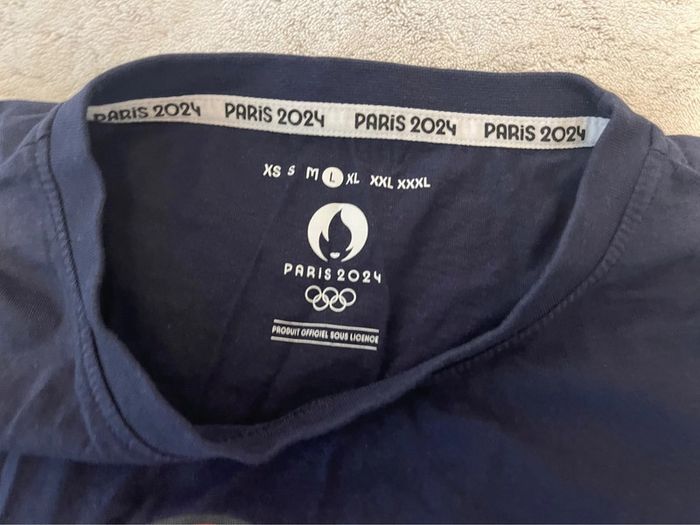 PARIS 2024 PARIS 2024 PARIS 2024 PARIS 2024
XS S M L XL XXL XXXL
PARIS 2024
PRODUIT OFFICIEL SOUS LICENCE